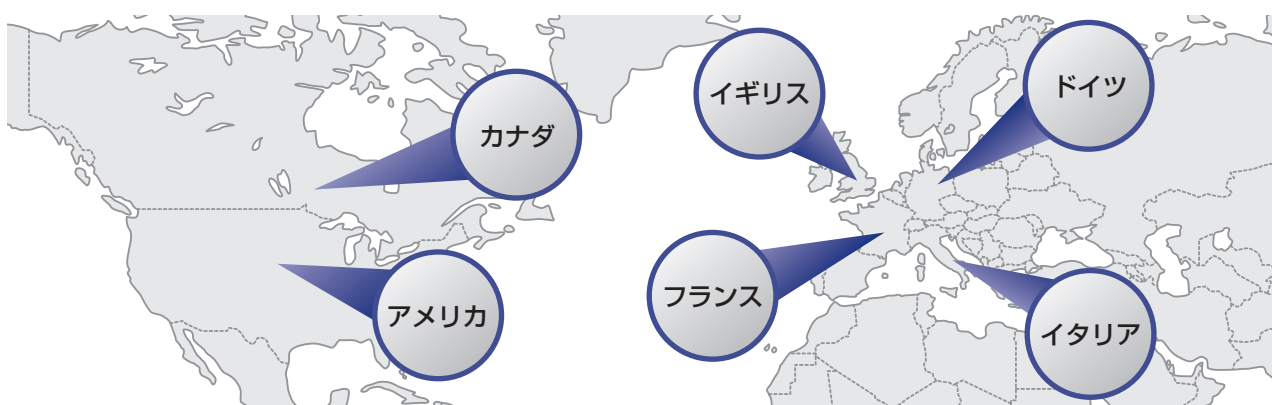 カナダ
アメリカ
イギリス
ドイツ
フランス
イタリア